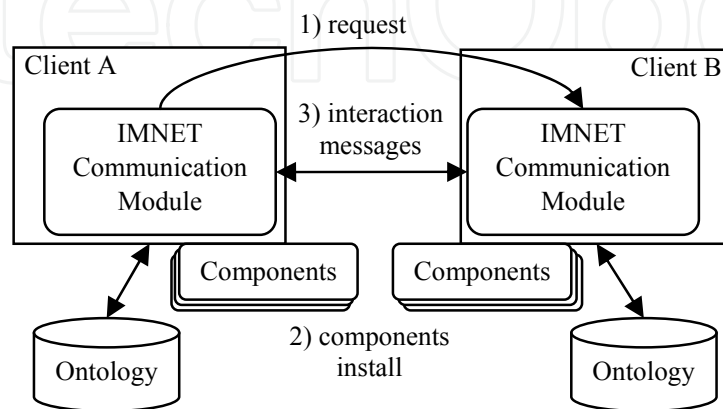 1) request
Client A
Client B
IMNET
Communication
Module
3) interaction
messages
IMNET
Communication
Module
Components
Components
2) components
install
Ontology
Ontology